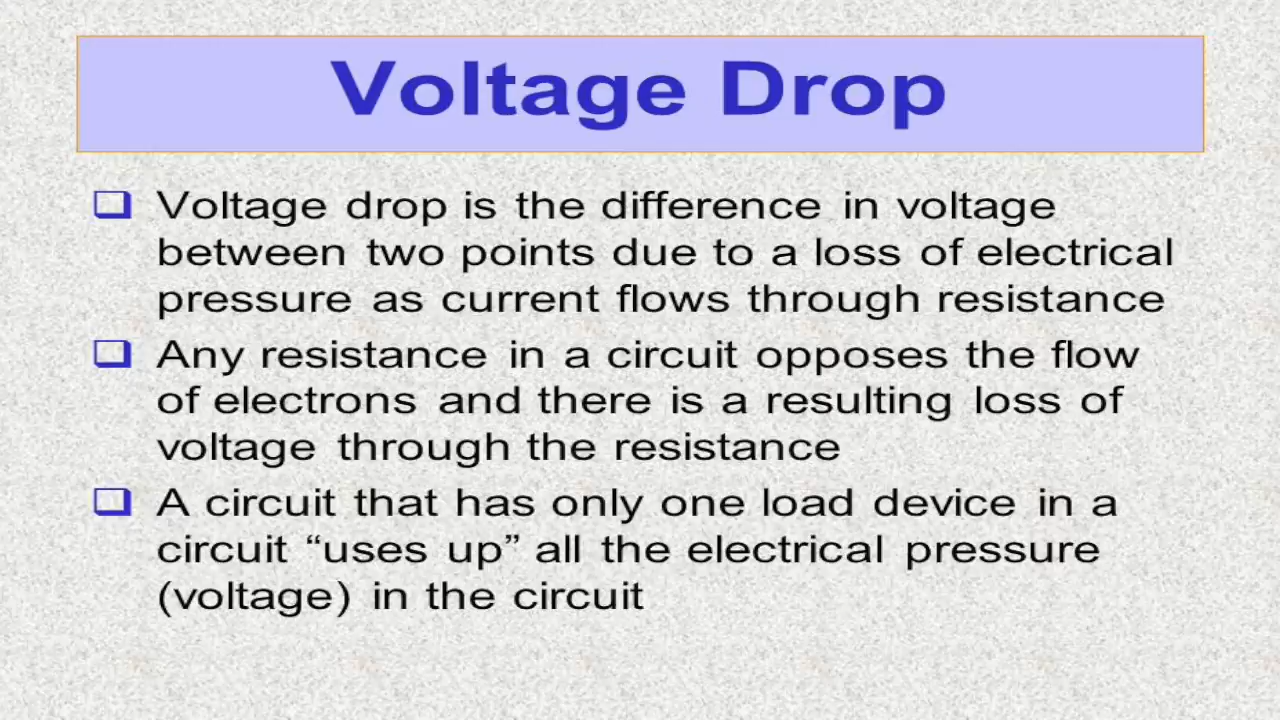 Voltage Drop
Voltage drop is the difference in voltage
between two points due to a loss of electrical
pressure as current flows through resistance
Any resistance in a circuit opposes the flow
of electrons and there is a resulting loss of
voltage through the resistance
A circuit that has only one load device in a
circuit “uses up” all the electrical pressure
(voltage) in the circuit